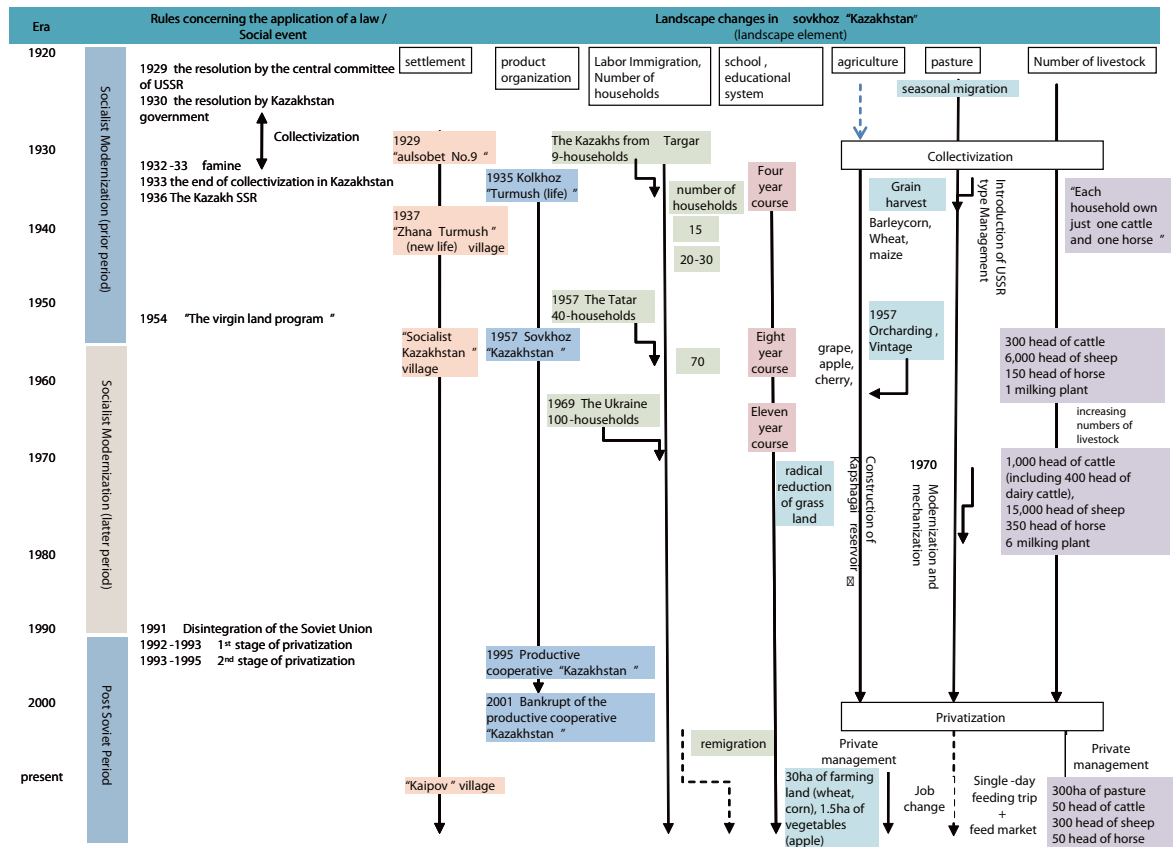 Era
Rules concerning the application of a law /
Social event
Landscape changes in sovkhoz "Kazakhstan"
(landscape element)
1920
1930
1940
1950
1960
1970
1980
1990
2000
present
Socialist Modernization (prior period)
Socialist Modernization (latter period)
Post Soviet Period
1929 the resolution by the central committee
of USSR
1930 the resolution by Kazakhstan
government
Collectivization
1932 -33 famine
1933 the end of collectivization in Kazakhstan
1936 The Kazakh SSR
1954 "The virgin land program "
1991 Disintegration of the Soviet Union
1992 -1993 1st stage of privatization
1993 -1995 2nd stage of privatization
settlement
1929
"aulsobet No.9 "
1937
"Zhana Turmush "
(new life) village
"Socialist
Kazakhstan "
village
"Kaipov" village
product
organization
1935 Kolkhoz
"Turmush (life) "
1957 Sovkhoz
"Kazakhstan "
1995 Productive
cooperative "Kazakhstan "
2001 Bankrupt of the
productive cooperative
"Kazakhstan "
Labor Immigration,
Number of
households
The Kazakhs from Targar
9-households
number of
households
15
20-30
1957 The Tatar
40-households
70
1969 The Ukraine
100-households
remigration
school ,
educational
system
Four
year
course
Eight
year
course
Eleven
year
course
radical
reduction
of grass
land
agriculture
pasture
Number of livestock
seasonal migration
Collectivization
Grain
harvest
Barleycorn,
Wheat,
maize
Introduction of USSR
type Management
"Each
household own
just one cattle
and one horse "
1957
Orcharding ,
Vintage
grape,
apple,
cherry,
300 head of cattle
6,000 head of sheep
150 head of horse
1 milking plant
increasing
numbers of
livestock
Construction of
Kapshagai reservoir
1970
Modernization and
mechanization
1,000 head of cattle
(including 400 head of
dairy cattle),
15,000 head of sheep
350 head of horse
6 milking plant
Privatization
Private
management
30ha of farming
land (wheat,
corn), 1.5ha of
vegetables
(apple)
Job
change
Single -day
feeding trip
+
feed market
Private
management
300ha of pasture
50 head of cattle
300 head of sheep
50 head of horse